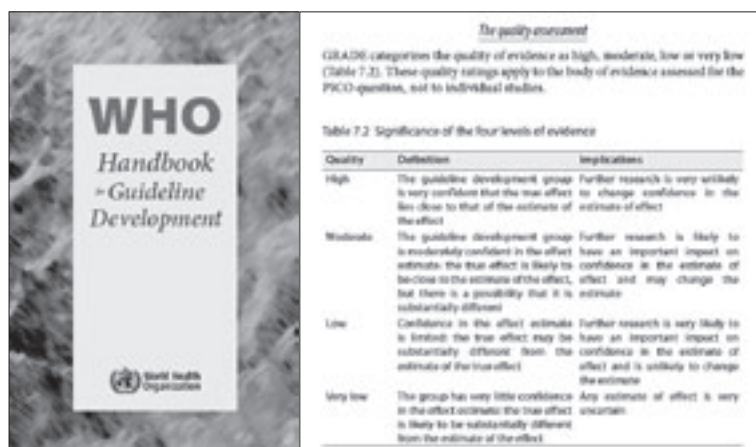 WHO
Handbook
for Guideline
Development
World Health
Organization
The quality assessment
GRADE categorizes the quality of evidence as high, moderate, low or very low
(Table 7.2). These quality ratings apply to the body of evidence assessed for the
PICO question, not to individual studies.
Table 7.2 Significance of the four levels of evidence
Quality Definition Implications
High The guideline development group Further research is very unlikely
is very confident that the true effect to change confidence in the
lies close to that of the estimate of estimate of effect
the effect
Moderate The guideline development group Further research is likely to
is moderately confident in the effect have an important impact on
estimate: the true effect is likely to confidence in the estimate of
be close to the estimate of the effect, effect and may change the
but there is a possibility that it is estimate
substantially different
Low Confidence in the effect estimate Further research is very likely to
is limited: the true effect may be have an important impact on
substantially different from the confidence in the estimate of
estimate of the true effect effect and is unlikely to change
the estimate
Very low The group has very little confidence Any estimate of effect is very
in the effect estimate: the true effect uncertain
is likely to be substantially different
from the estimate of the effect